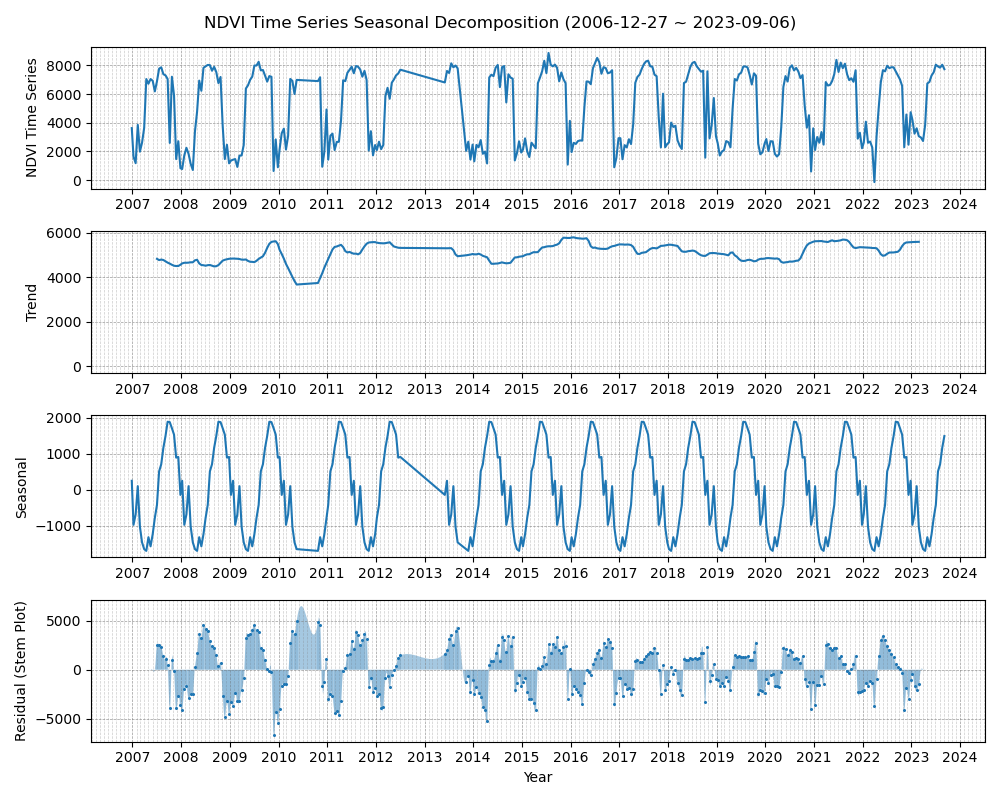 NDVI Time Series Seasonal Decomposition (2006-12-27 ~ 2023-09-06)
NDVI Time Series
8000
6000
4000
2000
0
2007 2008 2009 2010 2011 2012 2013 2014 2015 2016 2017 2018 2019 2020 2021 2022 2023 2024
Trend
6000
4000
2000
0
2007 2008 2009 2010 2011 2012 2013 2014 2015 2016 2017 2018 2019 2020 2021 2022 2023 2024
Seasonal
2000
1000
0
−1000
2007 2008 2009 2010 2011 2012 2013 2014 2015 2016 2017 2018 2019 2020 2021 2022 2023 2024
Residual (Stem Plot)
5000
0
−5000
2007 2008 2009 2010 2011 2012 2013 2014 2015 2016 2017 2018 2019 2020 2021 2022 2023 2024
Year